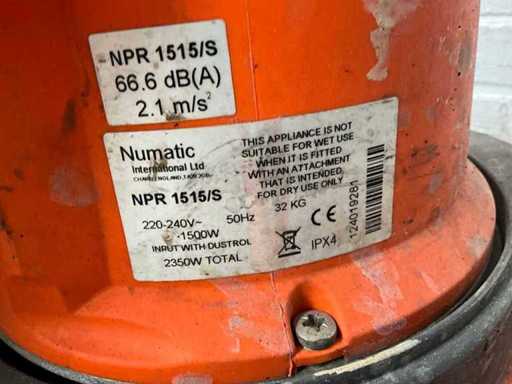 NPR 1515/S
66.6 dB(A)
2.1 m/s²
Numatic
International Ltd
NPR 1515/S
220-240V~ 50Hz
1500W
INPUT WITH DUSTROL
2350W TOTAL
THIS APPLIANCE IS NOT
SUITABLE FOR WET USE
WHEN IT IS FITTED
WITH AN ATTACHMENT
THAT IS INTENDED
FOR DRY USE ONLY
32 KG
CE
IPX4
124019281